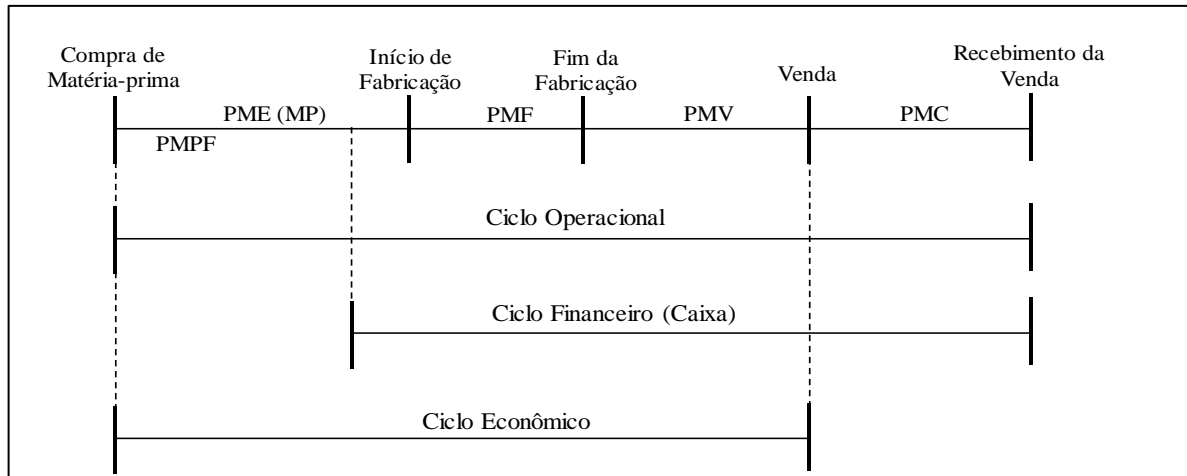 Compra de
Matéria-prima
Início de
Fabricação
Fim da
Fabricação
Venda
Recebimento da
Venda
PME (MP)
PMF
PMV
PMC
PMPF
Ciclo Operacional
Ciclo Financeiro (Caixa)
Ciclo Econômico